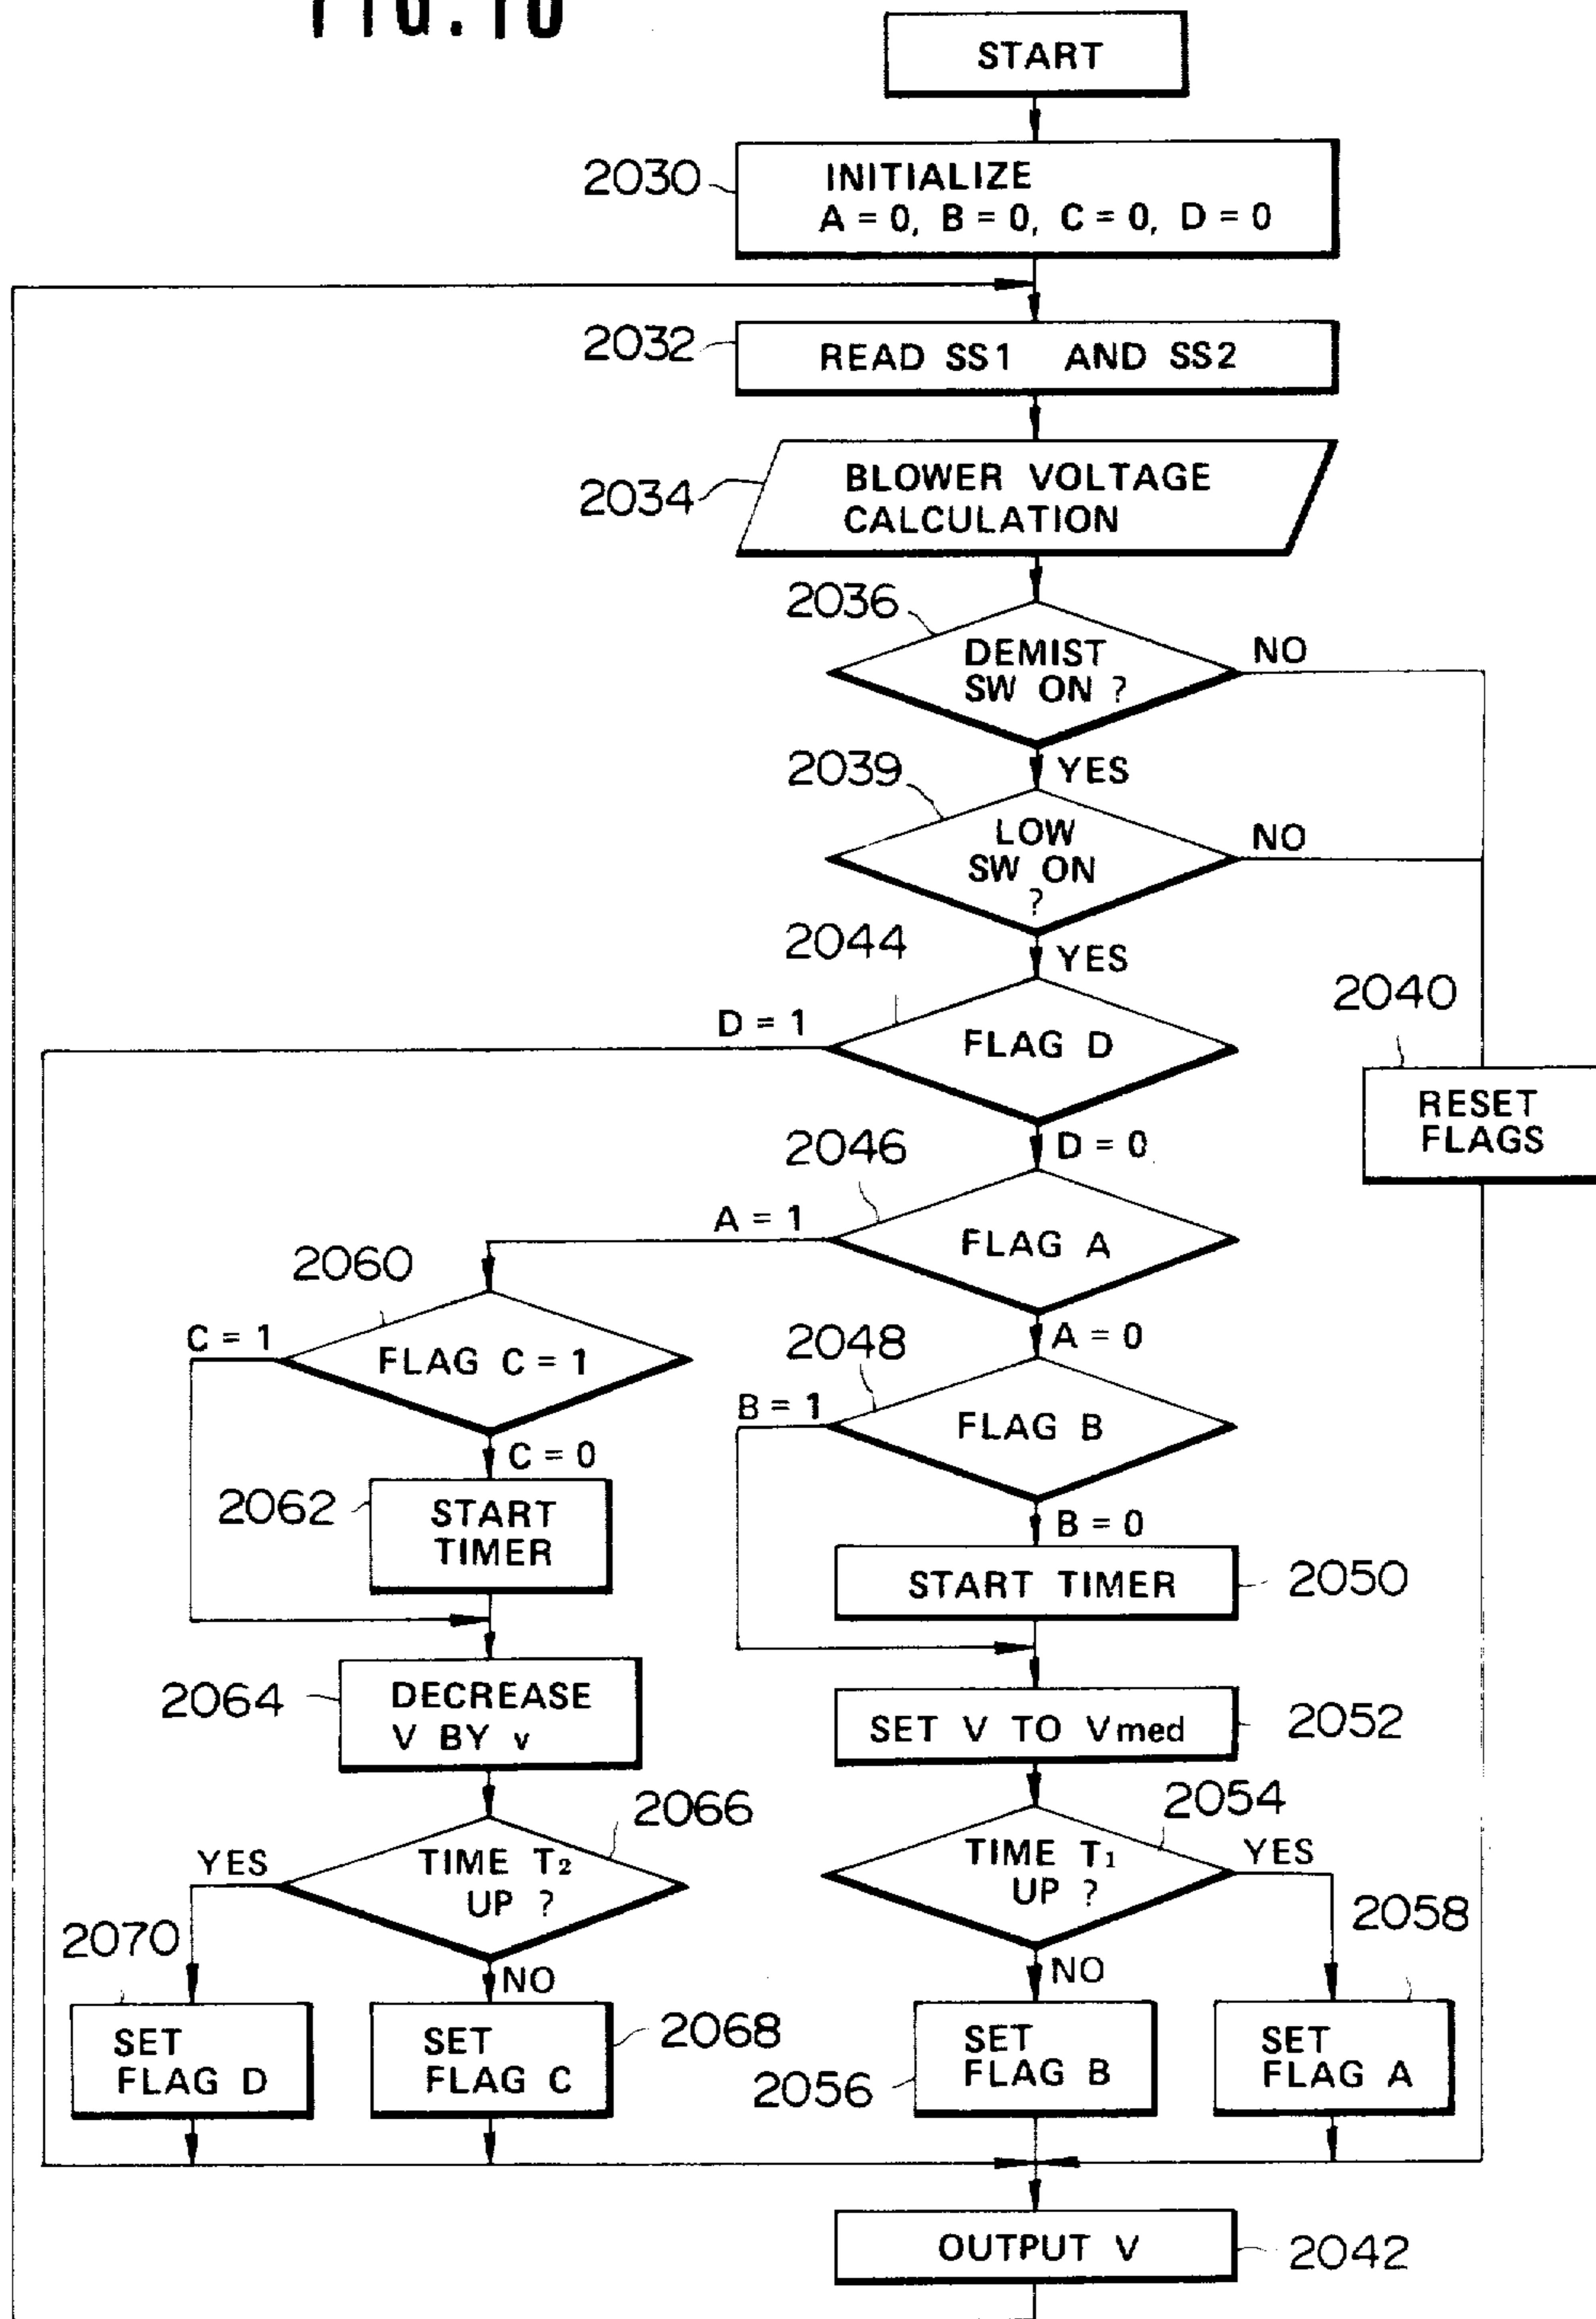 FIG. 10
START
2030
INITIALIZE
A = 0, B = 0, C = 0, D = 0
2032
READ SS1 AND SS2
2034
BLOWER VOLTAGE
CALCULATION
2036
DEMIST
SW ON ?
NO
YES
2039
LOW
SW ON
?
NO
YES
2044
FLAG D
D = 1
D = 0
2040
RESET
FLAGS
2046
FLAG A
A = 1
A = 0
2060
FLAG C = 1
C = 1
C = 0
2048
FLAG B
B = 1
B = 0
2062
START
TIMER
START TIMER
2050
2064
DECREASE
V BY v
SET V TO Vmed
2052
2066
TIME T2
UP ?
YES
NO
2054
TIME T1
UP ?
YES
NO
2070
SET
FLAG D
SET
FLAG C
2068
2056
SET
FLAG B
2058
SET
FLAG A
OUTPUT V
2042